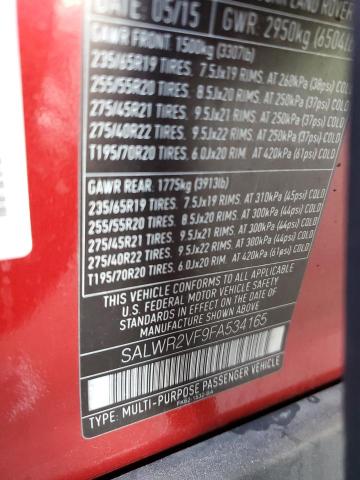 DATE: 05/15 GWR: 2950kg (6504
LAND ROVER
GAWR FRONT 1500kg (3307lb)
235/65R19 TIRES. 7.5Jx19 RIMS. AT 260kPa (38psi) COLD
255/55R20 TIRES. 8.5Jx20 RIMS. AT 250kPa (37psi) COLD
275/45R21 TIRES. 9.5Jx21 RIMS. AT 250kPa (37psi) COLD
275/40R22 TIRES. 9.5Jx22 RIMS. AT 250kPa (37psi) COLD
T195/70R20 TIRES. 6.0Jx20 RIM. AT 420kPa (61psi) COLD
GAWR REAR: 1775kg (3913lb)
235/65R19 TIRES. 7.5Jx19 RIMS. AT 310kPa (45psi) COLD
255/55R20 TIRES. 8.5Jx20 RIMS. AT 300kPa (44psi) COLD
275/45R21 TIRES. 9.5Jx21 RIMS. AT 300kPa (44psi) COLD
275/40R22 TIRES. 9.5Jx22 RIMS. AT 300kPa (44psi) COLD
T195/70R20 TIRES. 6.0Jx20 RIM. AT 420kPa (61psi) COLD
THIS VEHICLE CONFORMS TO ALL APPLICABLE
U.S. FEDERAL MOTOR VEHICLE SAFETY STANDARDS
IN EFFECT ON THE DATE OF MANUFACTURE SHOWN ABOVE.
SALWR2VF9FA534165
TYPE: MULTI-PURPOSE PASSENGER VEHICLE